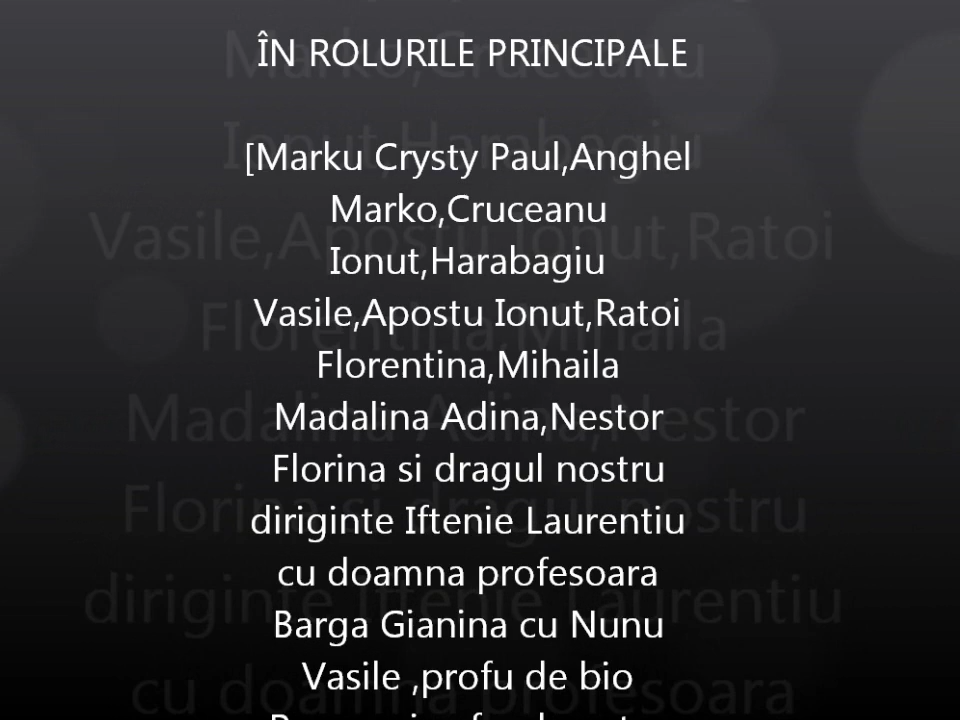 ÎN ROLURILE PRINCIPALE
[Marku Crysty Paul,Anghel
Marko,Cruceanu
Ionut,Harabagiu
Vasile,Apostu Ionut,Ratoi
Florentina,Mihaila
Madalina Adina,Nestor
Florina si dragul nostru
diriginte Iftenie Laurentiu
cu doamna profesoara
Barga Gianina cu Nunu
Vasile ,profu de bio